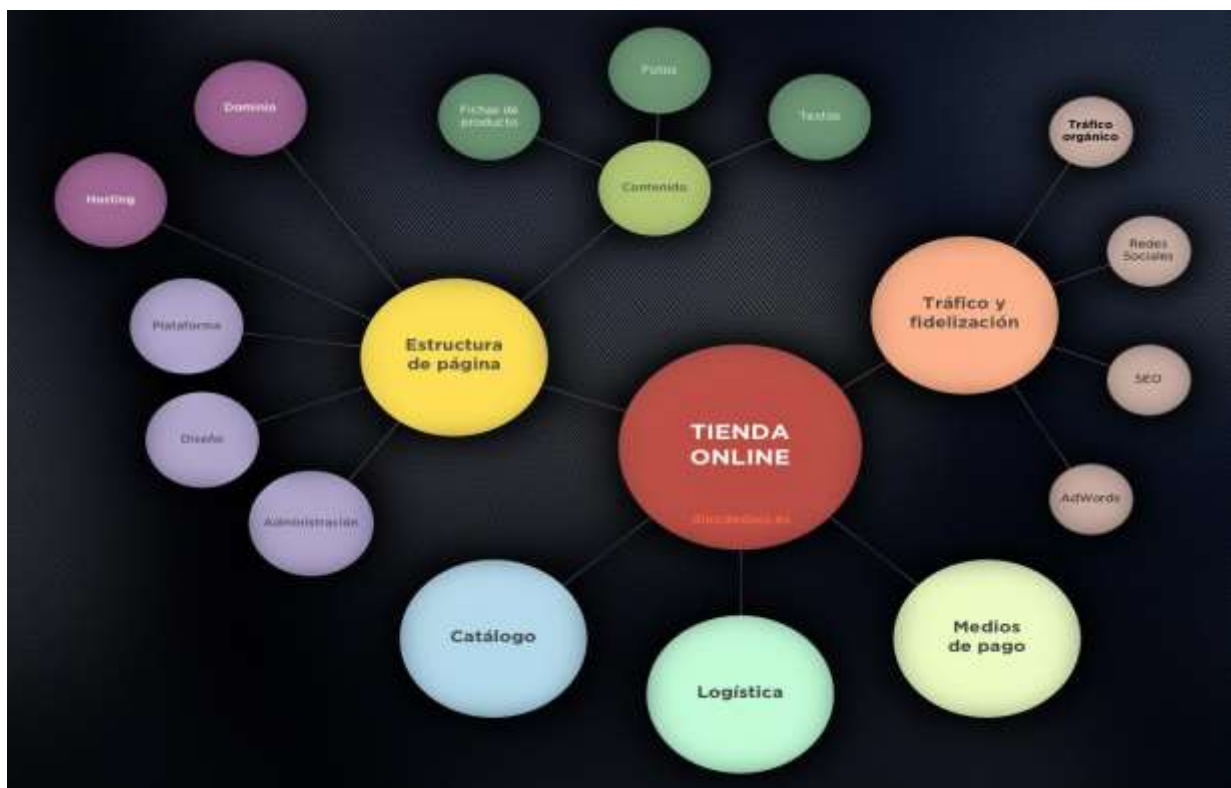 Dominio
Hosting
Plataforma
Diseño
Administración
Estructura
de página
Fichas de
producto
Fotos
Textos
Contenido
TIENDA
ONLINE
Tráfico y
fidelización
Tráfico
orgánico
Redes
Sociales
SEO
AdWords
Catálogo
Logística
Medios
de pago